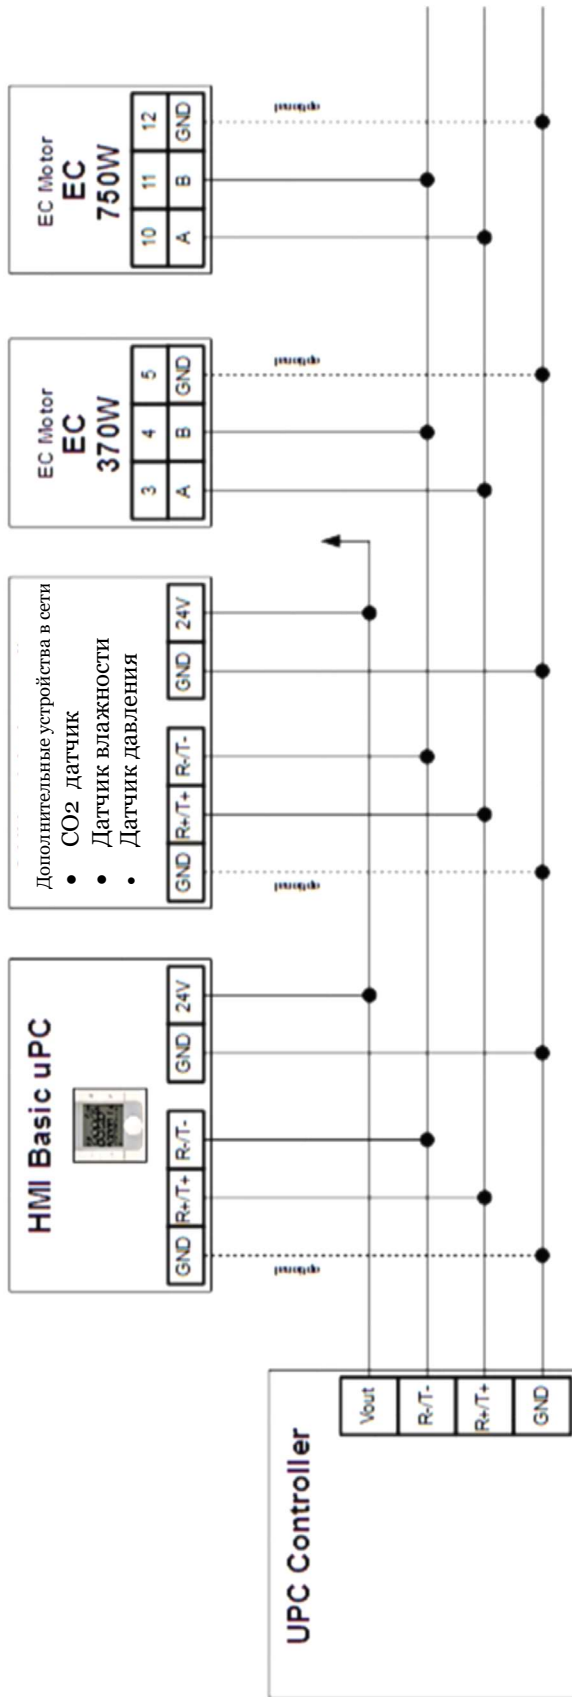 UPC Controller
Vout
R-/T-
R+/T+
GND
HMI Basic uPC
GND R+/T+ R-/T- GND 24V
Дополнительные устройства в сети
• CO2 датчик
• Датчик влажности
• Датчик давления
GND R+/T+ R-/T- GND 24V
EC Motor
EC
370W
3 4 5
A B GND
EC Motor
EC
750W
10 11 12
A B GND